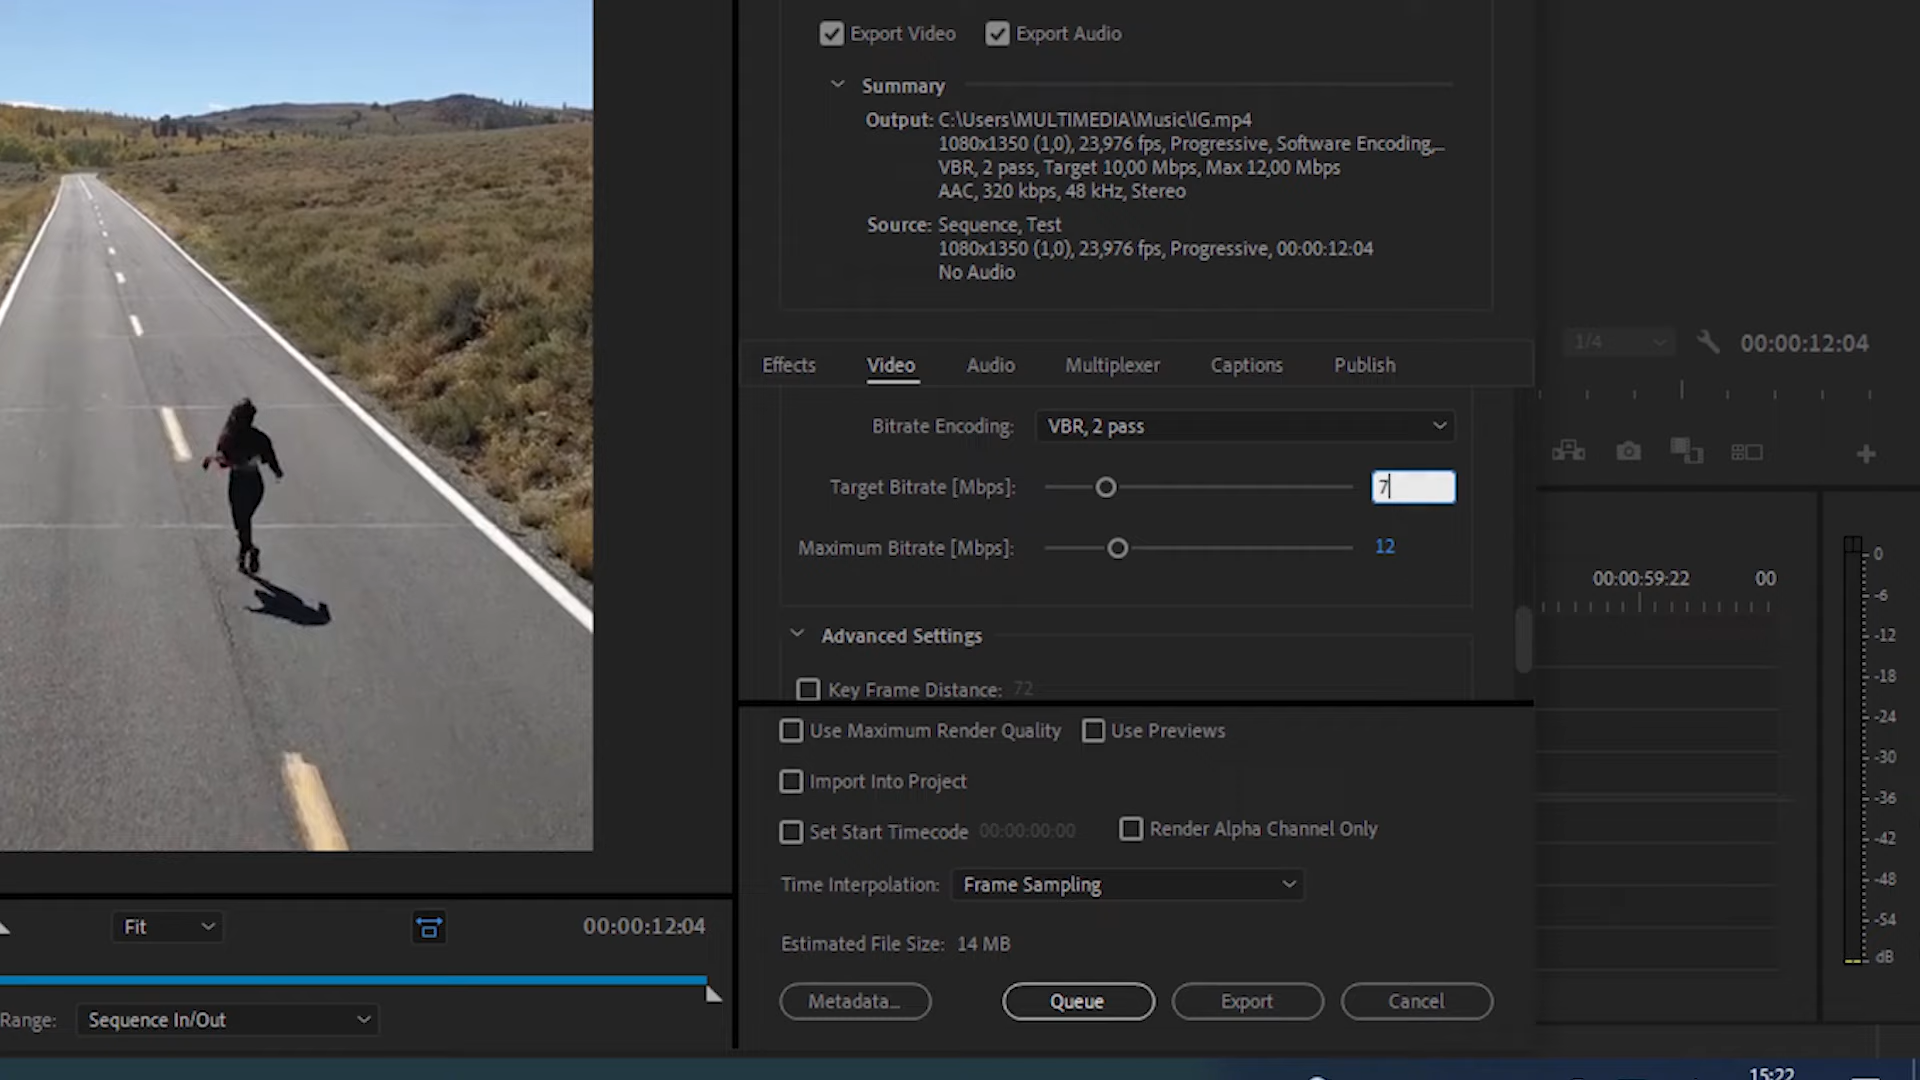 Export Video Export Audio
Summary
Output: C:\Users\MULTIMEDIA\Music\IG.mp4
1080x1350 (1,0), 23,976 fps, Progressive, Software Encoding,...
VBR, 2 pass, Target 10,00 Mbps, Max 12,00 Mbps
AAC, 320 kbps, 48 kHz, Stereo
Source: Sequence, Test
1080x1350 (1,0), 23,976 fps, Progressive, 00:00:12:04
No Audio
1/4 00:00:12:04
Effects Video Audio Multiplexer Captions Publish
Bitrate Encoding: VBR, 2 pass
Target Bitrate [Mbps]: 7
Maximum Bitrate [Mbps]: 12
00:00:59:22 00
Advanced Settings
Key Frame Distance: 72
Use Maximum Render Quality Use Previews
Import Into Project
Set Start Timecode 00:00:00:00 Render Alpha Channel Only
Time Interpolation: Frame Sampling
Fit 00:00:12:04
Estimated File Size: 14 MB
Metadata... Queue Export Cancel
Range: Sequence In/Out
0
-6
-12
-18
-24
-30
-36
-42
-48
-54
dB
15:22